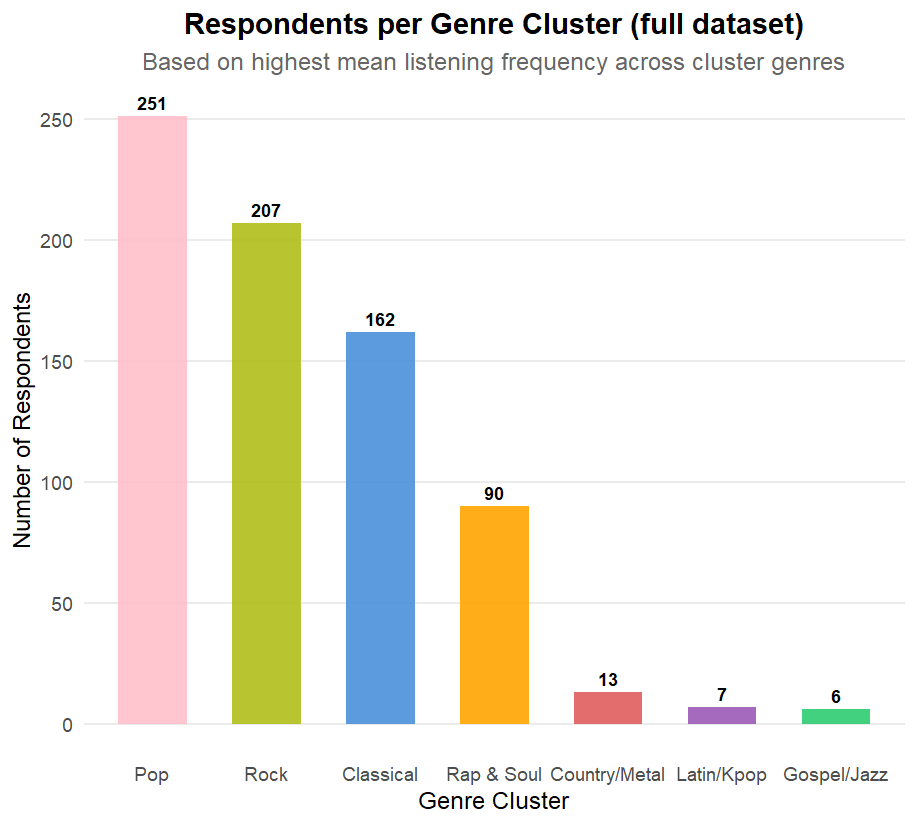 Respondents per Genre Cluster (full dataset)
Based on highest mean listening frequency across cluster genres
Number of Respondents
250
200
150
100
50
0
251
207
162
90
13
7
6
Pop
Rock
Classical
Rap & Soul
Country/Metal
Latin/Kpop
Gospel/Jazz
Genre Cluster